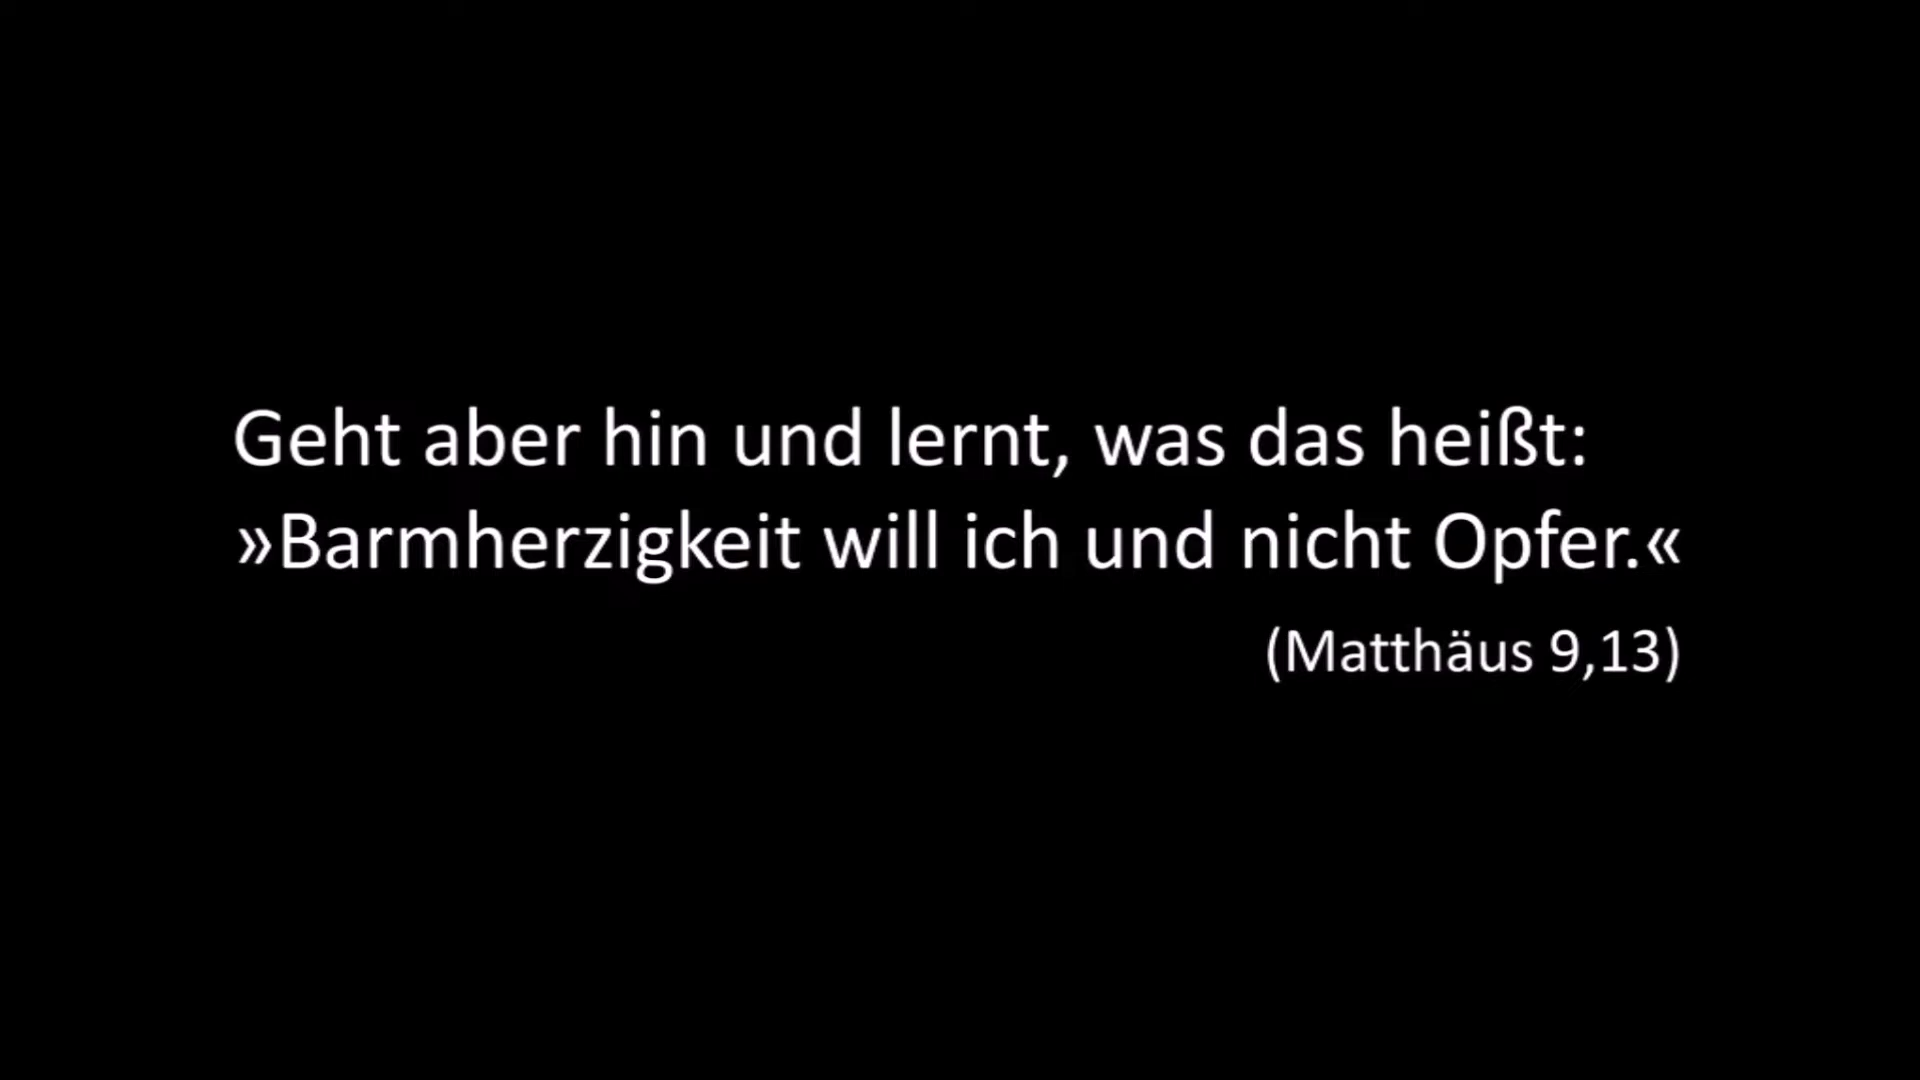 Geht aber hin und lernt, was das heißt:
»Barmherzigkeit will ich und nicht Opfer.«
(Matthäus 9,13)